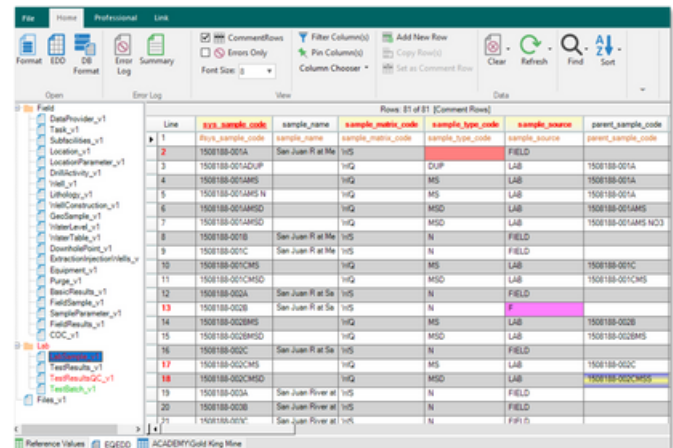 File Home Professional Link
Format EDD DB Format Error Log Summary
CommentRows
Errors Only
Font Size: 8
Filter Column(s)
Pin Column(s)
Column Chooser
Add New Row
Copy Row(s)
Set as Comment Row
Clear Refresh Find Sort
Open Error Log View Data
Field
DataProvider_v1
Task_v1
Subfacilities_v1
Location_v1
LocationParameter_v1
DrillActivity_v1
Well_v1
Lithology_v1
WellConstruction_v1
GeoSample_v1
WaterLevel_v1
WaterTable_v1
DownholePoint_v1
ExtractionInjectionWells_v
Equipment_v1
Purge_v1
BasicResults_v1
FieldSample_v1
SampleParameter_v1
FieldResults_v1
COC_v1
Lab
TestResults_v1
TestResultsQC_v1
TestBatch_v1
Files_v1
Rows: 81 of 81 [Comment Rows]
Line sys_sample_code sample_name sample_matrix_code sample_type_code sample_source parent_sample_code
1 #sys_sample_code sample_name sample_matrix_code sample_type_code sample_source parent_sample_code
2 1508188-001A San Juan R at Me WS FIELD
3 1508188-001ADUP WQ DUP LAB 1508188-001A
4 1508188-001AMS WQ MS LAB 1508188-001A
5 1508188-001AMS N WQ MS LAB 1508188-001A
6 1508188-001AMSD WQ MSD LAB 1508188-001AMS
7 1508188-001AMSD WQ MSD LAB 1508188-001AMS NO3
8 1508188-001B San Juan R at Me WS N FIELD
9 1508188-001C San Juan R at Me WS N FIELD
10 1508188-001CMS WQ MS LAB 1508188-001C
11 1508188-001CMSD WQ MSD LAB 1508188-001CMS
12 1508188-002A San Juan R at Sa WS N FIELD
13 1508188-002B San Juan R at Sa WS N F
14 1508188-002BMS WQ MS LAB 1508188-002B
15 1508188-002BMSD WQ MSD LAB 1508188-002BMS
16 1508188-002C San Juan R at Sa WS N FIELD
17 1508188-002CMS WQ MS LAB 1508188-002C
18 1508188-002CMSD WQ MSD LAB 1508188-002CMSS
19 1508188-003A San Juan River at WS N FIELD
20 1508188-003B San Juan River at WS N FIELD
21 1508188-003C San Juan River at WS N FIELD
Reference Values EQEDD ACADEMY\Gold King Mine